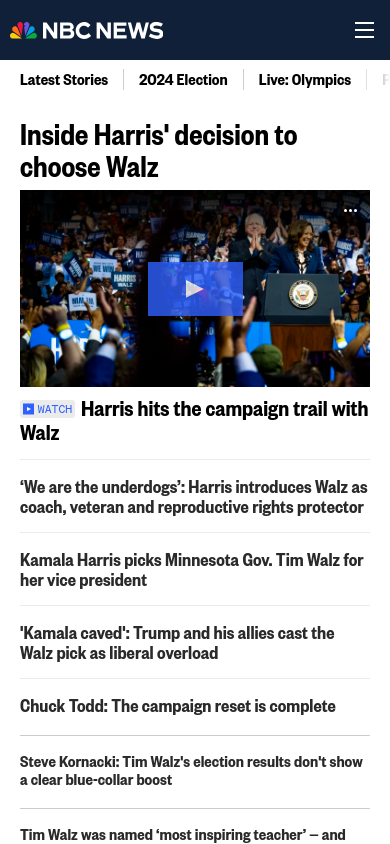 NBC NEWS
Latest Stories
2024 Election
Live: Olympics
Inside Harris' decision to
choose Walz
WATCH Harris hits the campaign trail with
Walz
‘We are the underdogs’: Harris introduces Walz as
coach, veteran and reproductive rights protector
Kamala Harris picks Minnesota Gov. Tim Walz for
her vice president
'Kamala caved': Trump and his allies cast the
Walz pick as liberal overload
Chuck Todd: The campaign reset is complete
Steve Kornacki: Tim Walz's election results don't show
a clear blue-collar boost
Tim Walz was named ‘most inspiring teacher’ — and